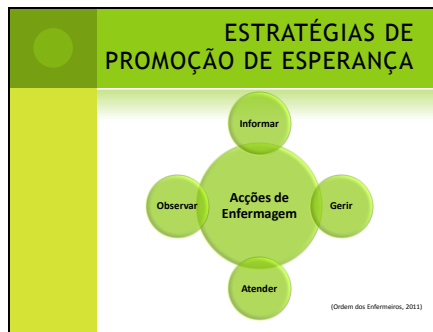 ESTRATÉGIAS DE
PROMOÇÃO DE ESPERANÇA
Informar
Observar
Acções de
Enfermagem
Gerir
Atender
(Ordem dos Enfermeiros, 2011)